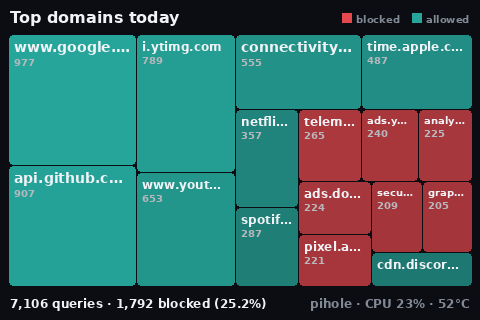 Top domains today
blocked
allowed
www.google....
977
i.ytimg.com
789
connectivity...
555
time.apple.c...
487
netfli...
357
telem...
265
ads.y...
240
analy...
225
api.github.c...
907
www.yout...
653
ads.do...
224
secu...
209
grap...
205
spotif...
287
pixel.a...
221
cdn.discor...
7,106 queries · 1,792 blocked (25.2%)
pihole · CPU 23% · 52°C